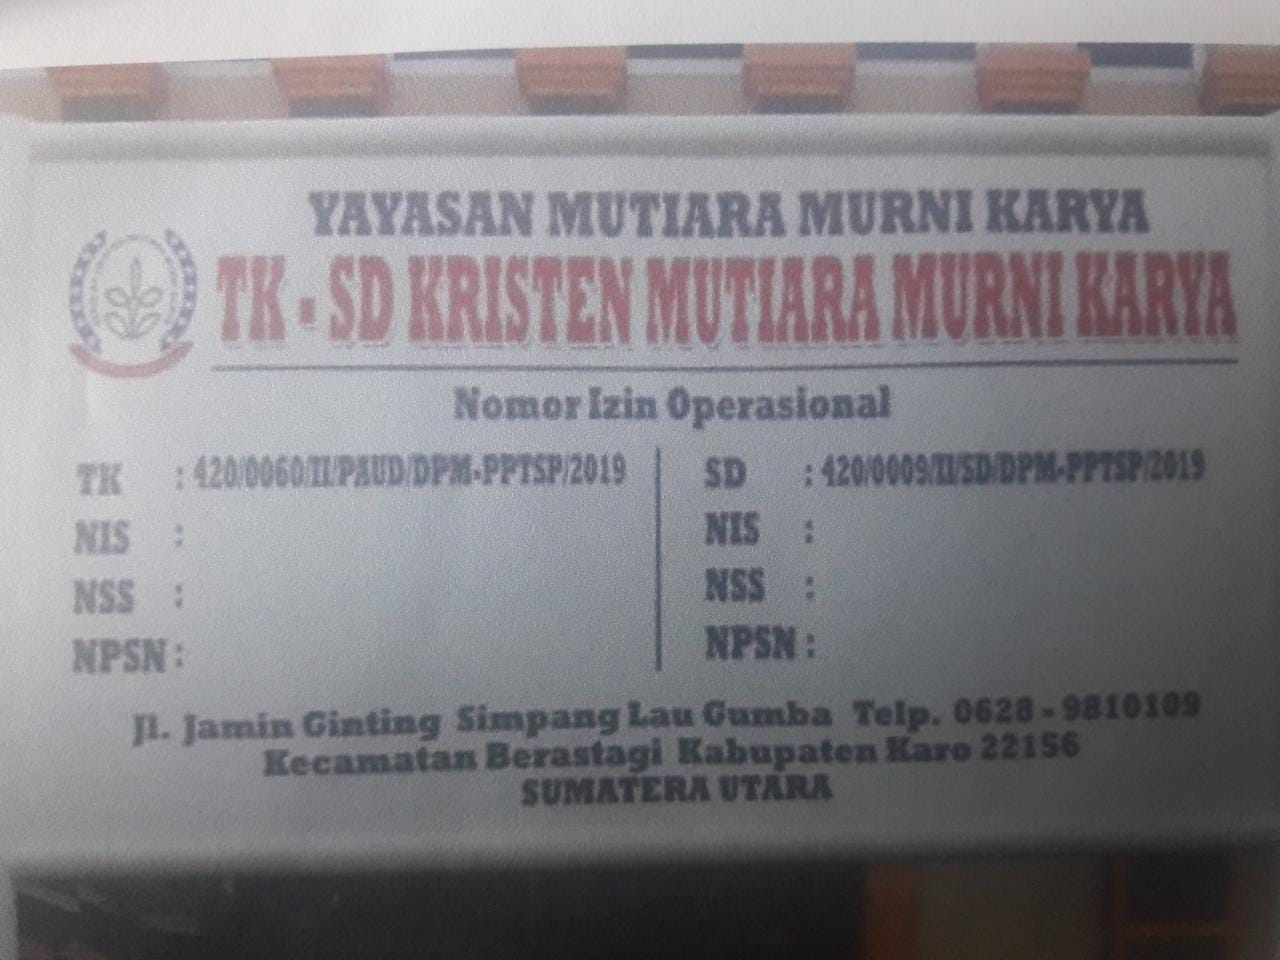 YAYASAN MUTIARA MURNI KARYA
TK - SD KRISTEN MUTIARA MURNI KARYA
Nomor Izin Operasional
TK : 420/0060/II/PAUD/DPM-PPTSP/2019
NIS :
NSS :
NPSN :
SD : 420/0009/II/SD/DPM-PPTSP/2019
NIS :
NSS :
NPSN :
Jl. Jamin Ginting Simpang Lau Gumba Telp. 0628 - 9810109
Kecamatan Berastagi Kabupaten Karo 22156
SUMATERA UTARA